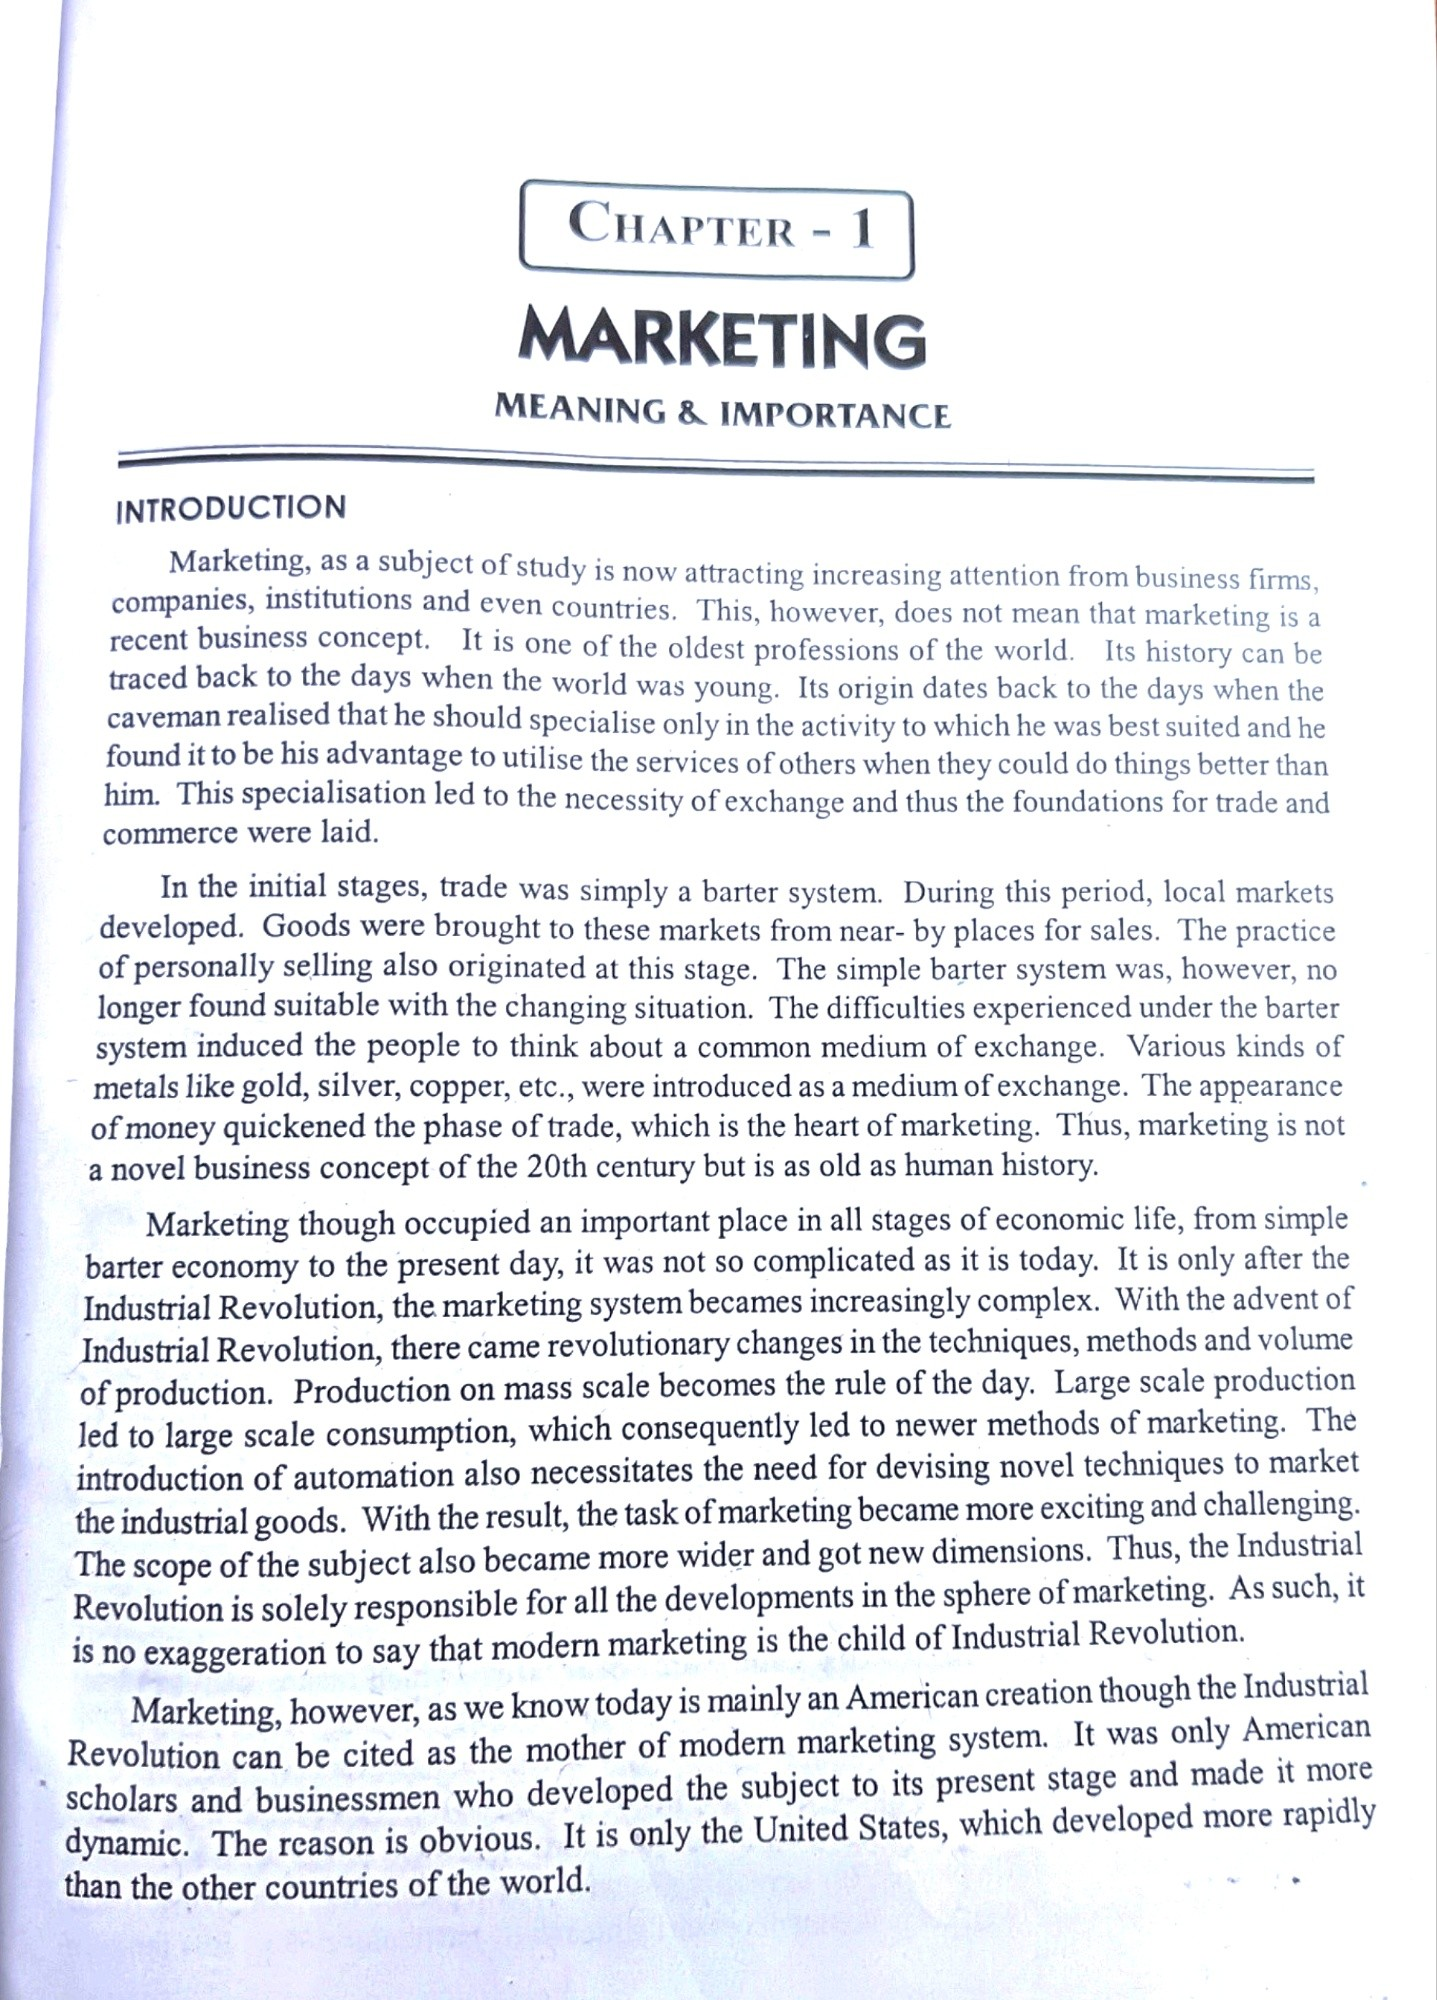 CHAPTER - 1
MARKETING
MEANING & IMPORTANCE
INTRODUCTION
Marketing, as a subject of study is now attracting increasing attention from business firms,
companies, institutions and even countries. This, however, does not mean that marketing is a
recent business concept. It is one of the oldest professions of the world. Its history can be
traced back to the days when the world was young. Its origin dates back to the days when the
caveman realised that he should specialise only in the activity to which he was best suited and he
found it to be his advantage to utilise the services of others when they could do things better than
him. This specialisation led to the necessity of exchange and thus the foundations for trade and
commerce were laid.
In the initial stages, trade was simply a barter system. During this period, local markets
developed. Goods were brought to these markets from near- by places for sales. The practice
of personally selling also originated at this stage. The simple barter system was, however, no
longer found suitable with the changing situation. The difficulties experienced under the barter
system induced the people to think about a common medium of exchange. Various kinds of
metals like gold, silver, copper, etc., were introduced as a medium of exchange. The appearance
of money quickened the phase of trade, which is the heart of marketing. Thus, marketing is not
a novel business concept of the 20th century but is as old as human history.
Marketing though occupied an important place in all stages of economic life, from simple
barter economy to the present day, it was not so complicated as it is today. It is only after the
Industrial Revolution, the marketing system becames increasingly complex. With the advent of
Industrial Revolution, there came revolutionary changes in the techniques, methods and volume
of production. Production on mass scale becomes the rule of the day. Large scale production
led to large scale consumption, which consequently led to newer methods of marketing. The
introduction of automation also necessitates the need for devising novel techniques to market
the industrial goods. With the result, the task of marketing became more exciting and challenging.
The scope of the subject also became more wider and got new dimensions. Thus, the Industrial
Revolution is solely responsible for all the developments in the sphere of marketing. As such, it
is no exaggeration to say that modern marketing is the child of Industrial Revolution.
Marketing, however, as we know today is mainly an American creation though the Industrial
Revolution can be cited as the mother of modern marketing system. It was only American
scholars and businessmen who developed the subject to its present stage and made it more
dynamic. The reason is obvious. It is only the United States, which developed more rapidly
than the other countries of the world.